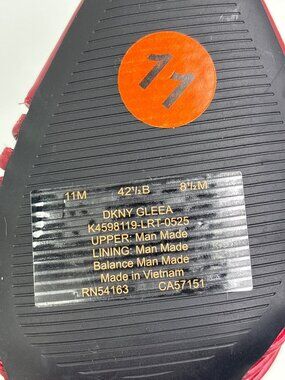 11
11M 42½B 8½M
DKNY GLEEA
K4598119-LRT-0525
UPPER: Man Made
LINING: Man Made
Balance Man Made
Made in Vietnam
RN54163 CA57151